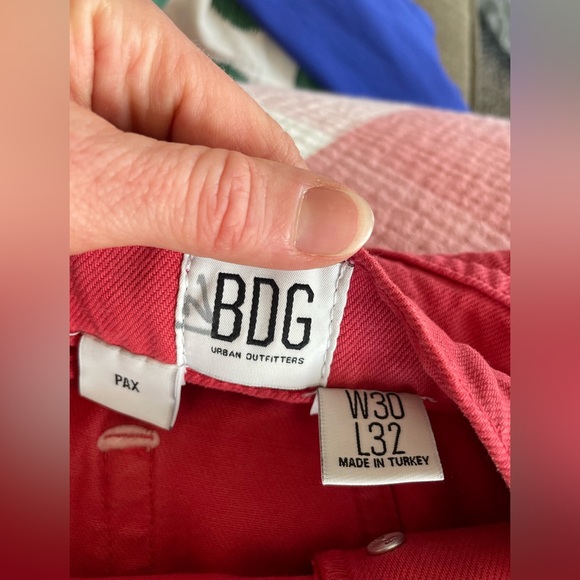 BDG
URBAN OUTFITTERS
PAX
W30
L32
MADE IN TURKEY